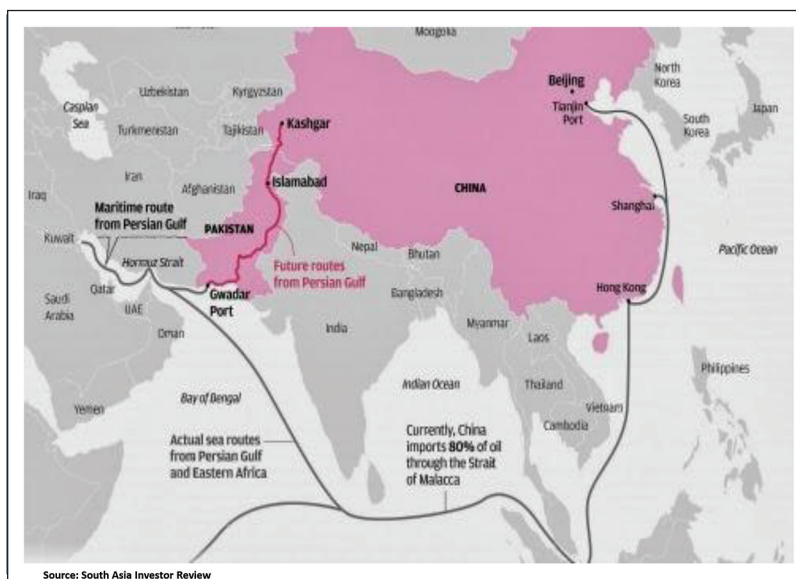 Moogoka
Uzbekistan
Kyrgyzstan
Caspian
Sea
Turkmenistan
Tajikistan
Kashgar
Beijing
Tianjin
Port
North
Korea
South
Korea
Japan
Iraq
Iran
Afghanistan
Islamabad
CHINA
Shanghai
Maritime route
from Persian Gulf
PAKISTAN
Kuwait
Hormuz Strait
Future routes
from Persian Gulf
Nepal
Bhutan
Pacific Ocean
Qatar
Gwadar
Port
Saudi
Arabia
UAE
Oman
India
Bangladesh
Myanmar
Hong Kong
Laos
Yemen
Bay of Bengal
Indian Ocean
Thailand
Vietnam
Cambodia
Philippines
Actual sea routes
from Persian Gulf
and Eastern Africa
Currently, China
imports 80% of oil
through the Strait
of Malacca
Source: South Asia Investor Review